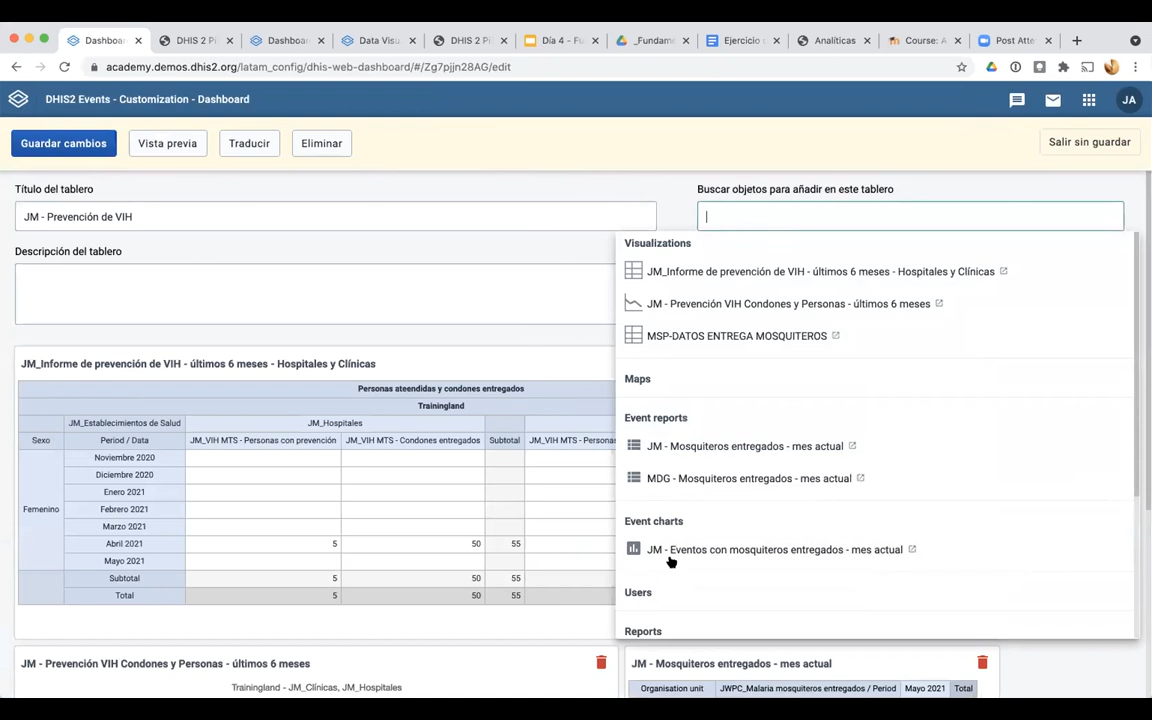 Dashboar
DHIS 2 Pi
Dashboar
Data Visu
DHIS 2 Pi
Día 4 - Fu
_Fundame
Ejercicio d
Analíticas
Course: A
Post Atte
academy.demos.dhis2.org/latam_config/dhis-web-dashboard/#/Zg7pjjn28AG/edit
DHIS2 Events - Customization - Dashboard
JA
Guardar cambios
Vista previa
Traducir
Eliminar
Salir sin guardar
Título del tablero
Buscar objetos para añadir en este tablero
JM - Prevención de VIH
Descripción del tablero
Visualizations
JM_Informe de prevención de VIH - últimos 6 meses - Hospitales y Clínicas
JM - Prevención VIH Condones y Personas - últimos 6 meses
MSP-DATOS ENTREGA MOSQUITEROS
Maps
Event reports
JM - Mosquiteros entregados - mes actual
MDG - Mosquiteros entregados - mes actual
Event charts
JM - Eventos con mosquiteros entregados - mes actual
Users
Reports
JM_Informe de prevención de VIH - últimos 6 meses - Hospitales y Clínicas
Personas ateendidas y condones entregados
Trainingland
JM_Establecimientos de Salud JM_Hospitales
Sexo Period / Data JM_VIH MTS - Personas con prevención JM_VIH MTS - Condones entregados Subtotal JM_VIH MTS - Personas
Noviembre 2020
Diciembre 2020
Enero 2021
Femenino Febrero 2021
Marzo 2021
Abril 2021 5 50 55
Mayo 2021
Subtotal 5 50 55
Total 5 50 55
JM - Prevención VIH Condones y Personas - últimos 6 meses
Trainingland - JM_Clínicas, JM_Hospitales
JM - Mosquiteros entregados - mes actual
Organisation unit JWPC_Malaria mosquiteros entregados / Period Mayo 2021 Total